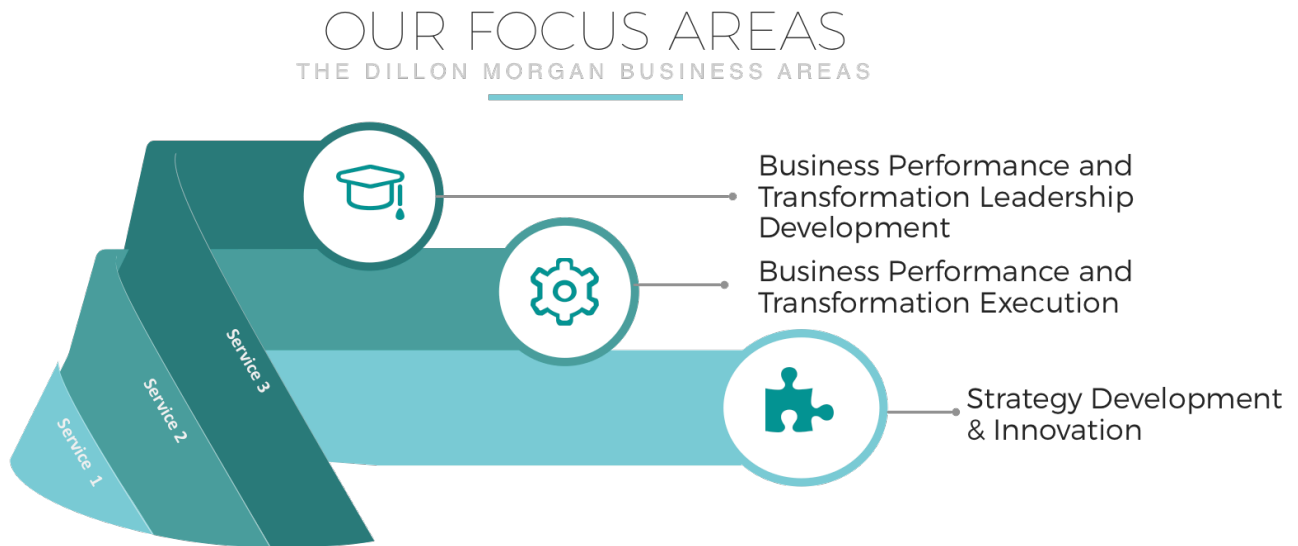 OUR FOCUS AREAS
THE DILLON MORGAN BUSINESS AREAS
Business Performance and
Transformation Leadership
Development
Business Performance and
Transformation Execution
Strategy Development
& Innovation
Service 3
Service 2
Service 1